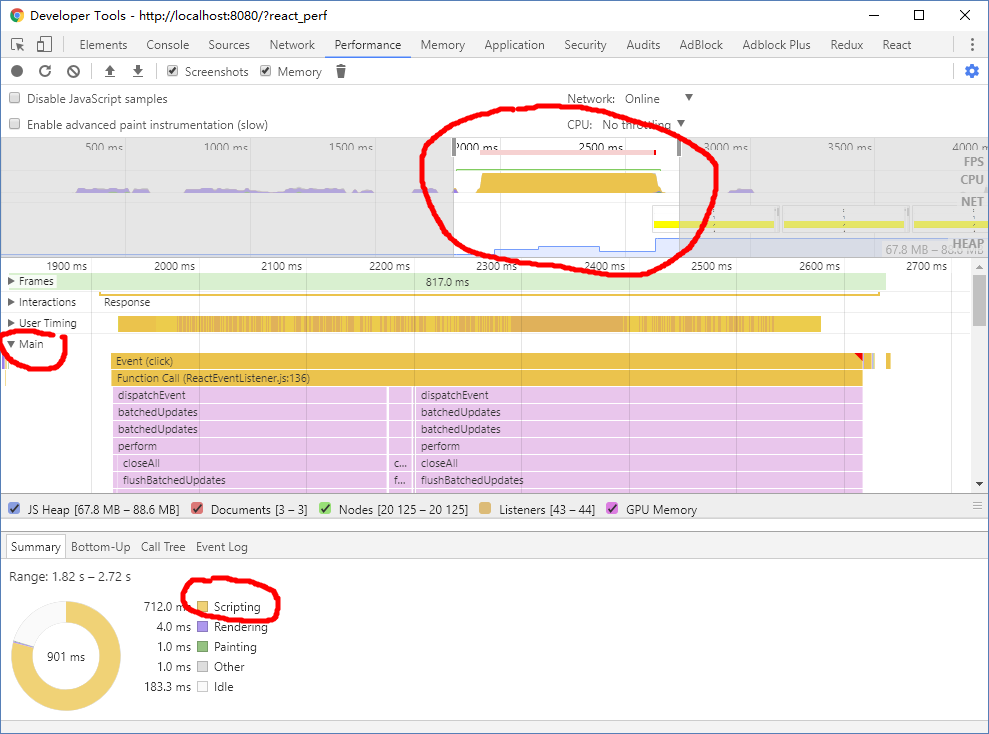 Developer Tools - http://localhost:8080/?react_perf
Elements Console Sources Network Performance Memory Application Security Audits AdBlock Adblock Plus Redux React
Screenshots Memory
Disable JavaScript samples Network: Online
Enable advanced paint instrumentation (slow) CPU: No throttling
500 ms 1000 ms 1500 ms 2000 ms 2500 ms 3000 ms 3500 ms 4000 m
FPS
CPU
NET
HEAP
67.8 MB – 88.6 MB
1900 ms 2000 ms 2100 ms 2200 ms 2300 ms 2400 ms 2500 ms 2600 ms 2700 ms
Frames 817.0 ms
Interactions Response
User Timing
Main
Event (click)
Function Call (ReactEventListener.js:136)
dispatchEvent dispatchEvent
batchedUpdates batchedUpdates
batchedUpdates batchedUpdates
perform perform
closeAll c... closeAll
flushBatchedUpdates f... flushBatchedUpdates
JS Heap [67.8 MB – 88.6 MB] Documents [3 – 3] Nodes [20 125 – 20 125] Listeners [43 – 44] GPU Memory
Summary Bottom-Up Call Tree Event Log
Range: 1.82 s – 2.72 s
901 ms
712.0 ms Scripting
4.0 ms Rendering
1.0 ms Painting
1.0 ms Other
183.3 ms Idle